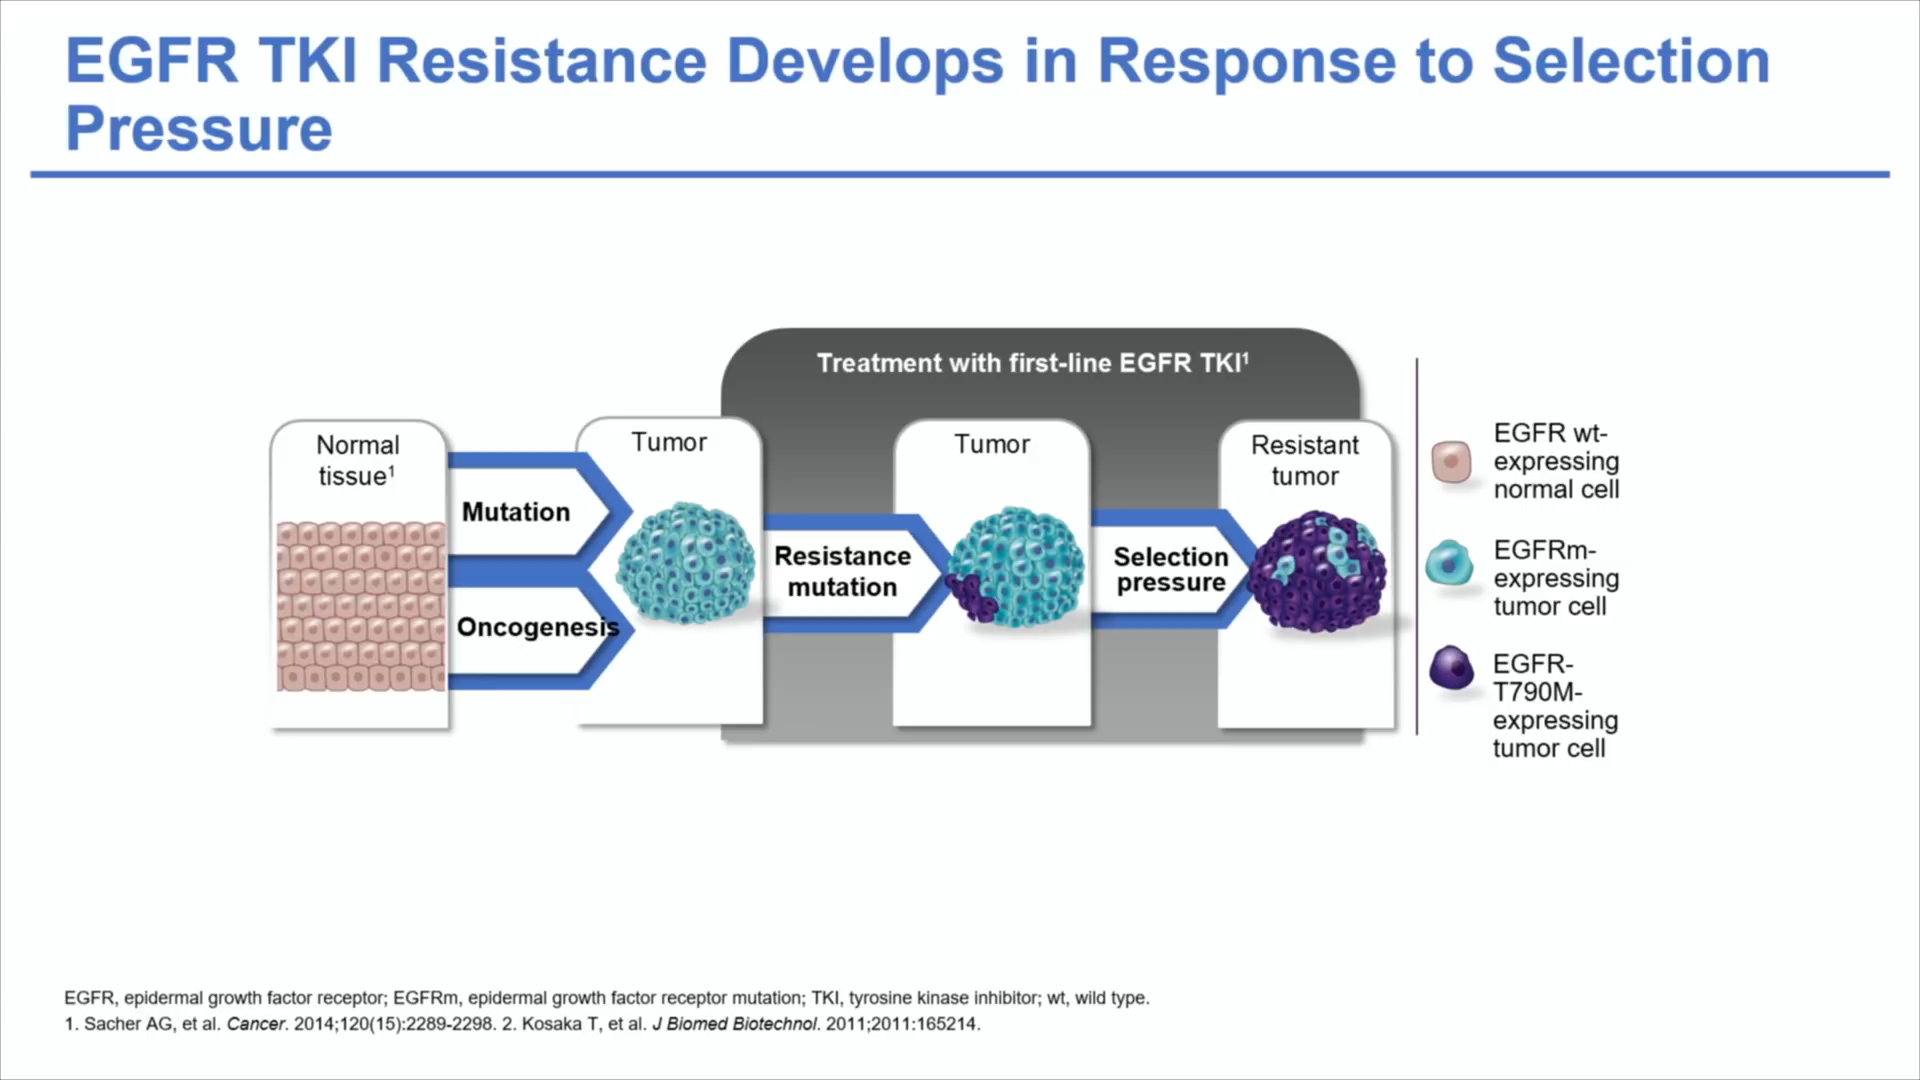 EGFR TKI Resistance Develops in Response to Selection
Pressure
Treatment with first-line EGFR TKI¹
Normal
tissue¹
Mutation
Oncogenesis
Tumor
Resistance
mutation
Tumor
Selection
pressure
Resistant
tumor
EGFR wt-
expressing
normal cell
EGFRm-
expressing
tumor cell
EGFR-
T790M-
expressing
tumor cell
EGFR, epidermal growth factor receptor; EGFRm, epidermal growth factor receptor mutation; TKI, tyrosine kinase inhibitor; wt, wild type.
1. Sacher AG, et al. Cancer. 2014;120(15):2289-2298. 2. Kosaka T, et al. J Biomed Biotechnol. 2011;2011:165214.